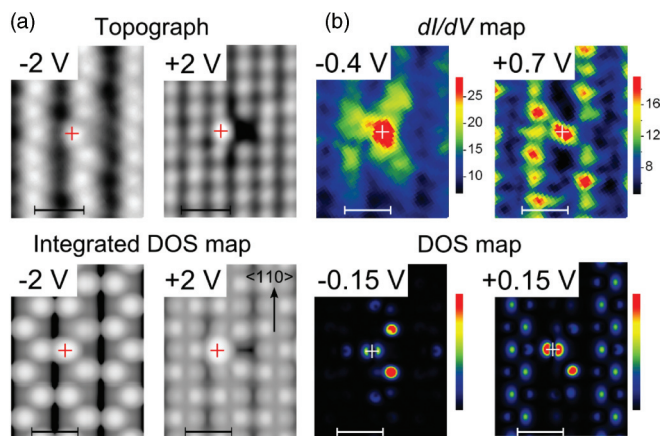 (a)
Topograph
(b)
dI/dV map
-2 V
+2 V
-0.4 V
+0.7 V
25
20
15
10
16
12
8
4
Integrated DOS map
DOS map
-2 V
+2 V
<110>
-0.15 V
+0.15 V